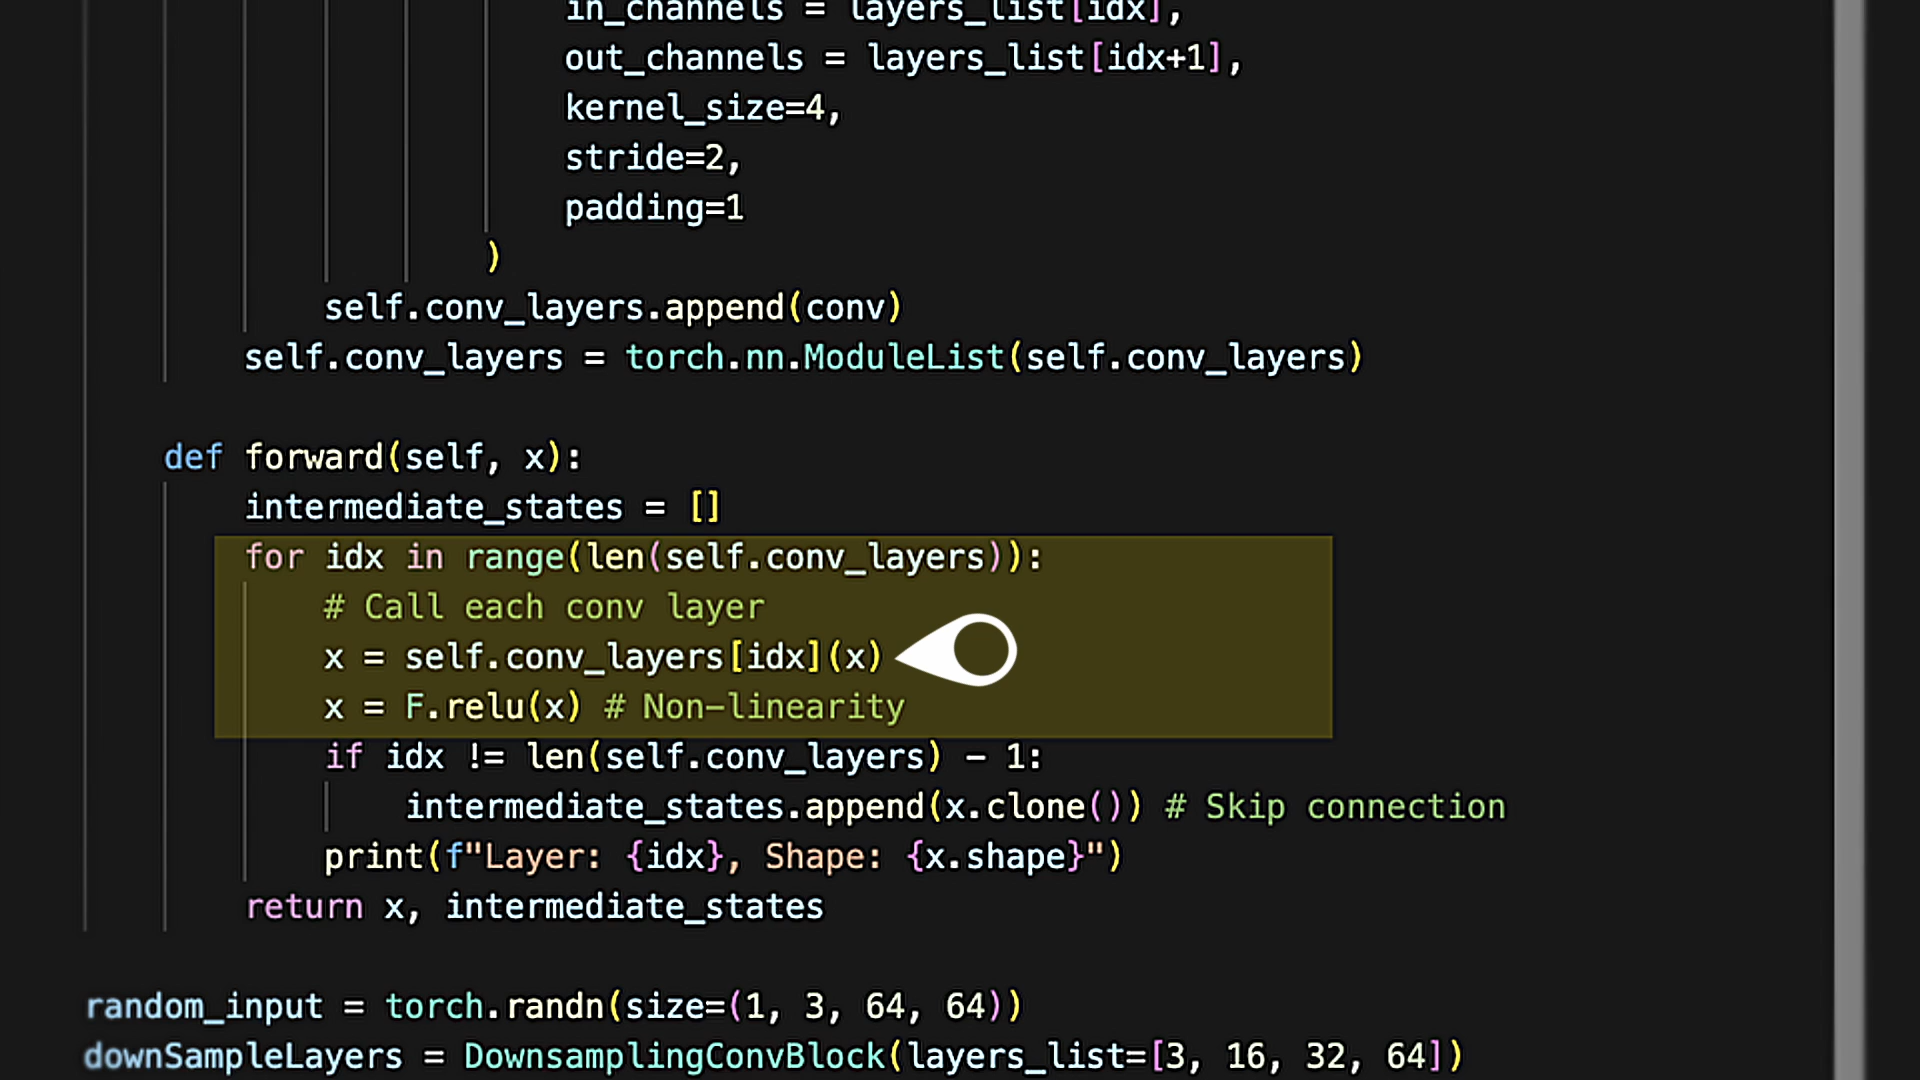 in_channels = layers_list[idx],
out_channels = layers_list[idx+1],
kernel_size=4,
stride=2,
padding=1
)
self.conv_layers.append(conv)
self.conv_layers = torch.nn.ModuleList(self.conv_layers)
def forward(self, x):
intermediate_states = []
for idx in range(len(self.conv_layers)):
# Call each conv layer
x = self.conv_layers[idx](x)
x = F.relu(x) # Non-linearity
if idx != len(self.conv_layers) - 1:
intermediate_states.append(x.clone()) # Skip connection
print(f"Layer: {idx}, Shape: {x.shape}")
return x, intermediate_states
random_input = torch.randn(size=(1, 3, 64, 64))
downSampleLayers = DownsamplingConvBlock(layers_list=[3, 16, 32, 64])